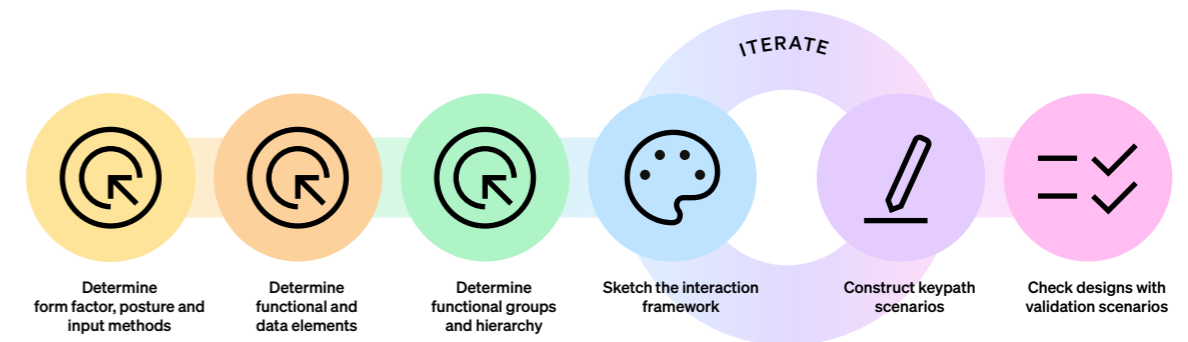 ITERATE
Determine
form factor, posture and
input methods
Determine
functional and
data elements
Determine
functional groups
and hierarchy
Sketch the interaction
framework
Construct keypath
scenarios
Check designs with
validation scenarios